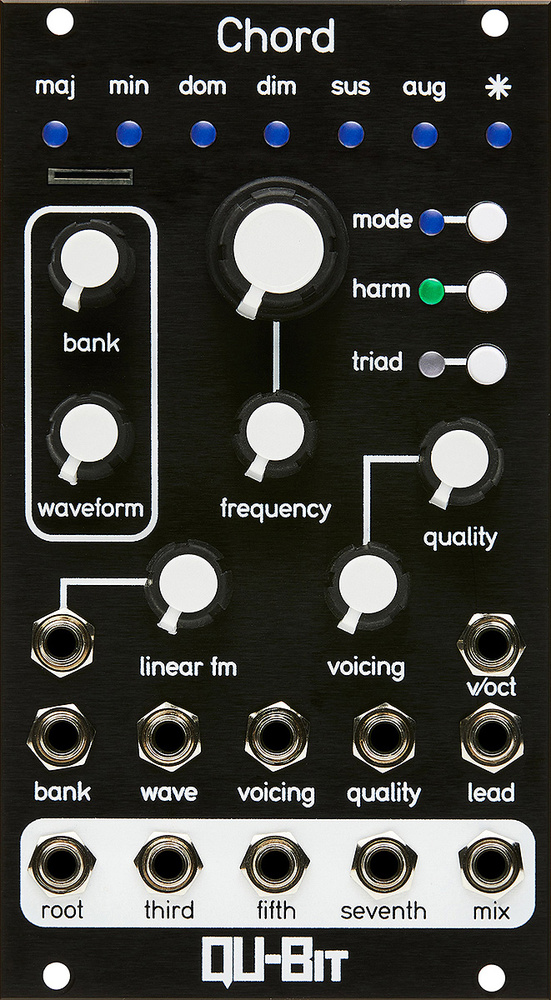 Chord
maj min dom dim sus aug *
mode
harm
triad
bank
waveform
frequency
quality
linear fm
voicing
v/oct
bank wave voicing quality lead
root third fifth seventh mix
QU-BIT